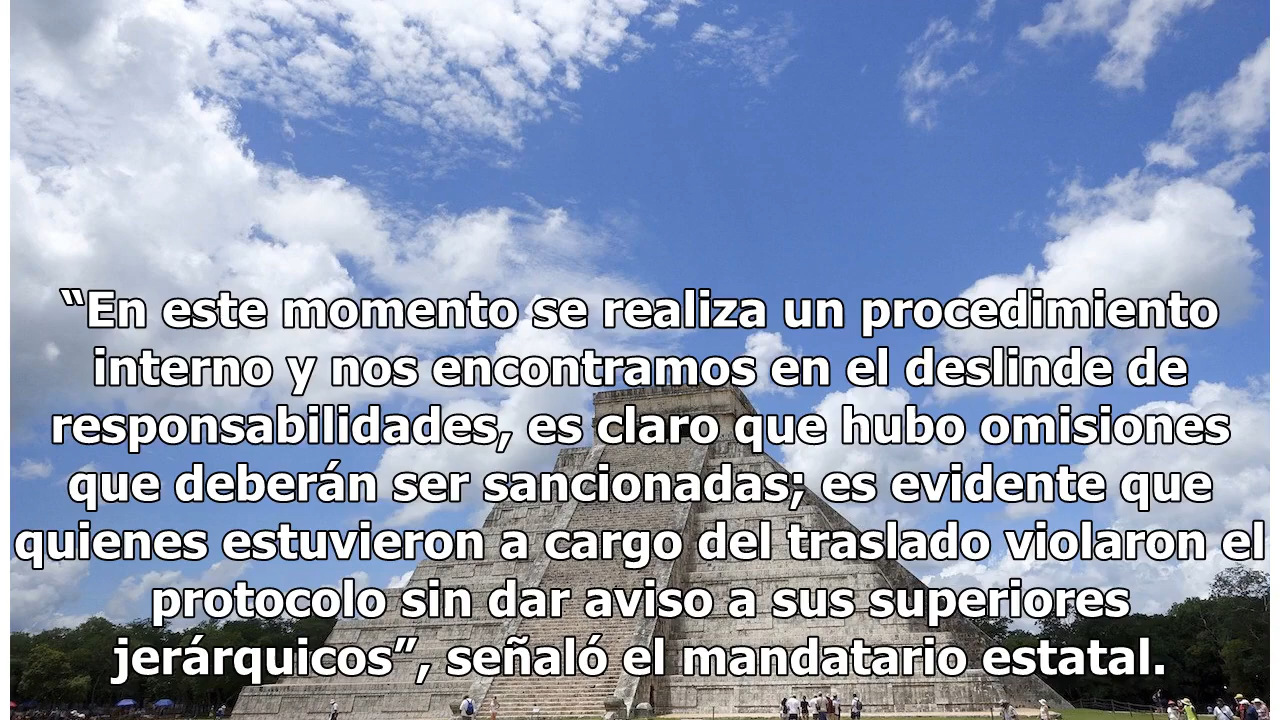 “En este momento se realiza un procedimiento
interno y nos encontramos en el deslinde de
responsabilidades, es claro que hubo omisiones
que deberán ser sancionadas; es evidente que
quienes estuvieron a cargo del traslado violaron el
protocolo sin dar aviso a sus superiores
jerárquicos”, señaló el mandatario estatal.